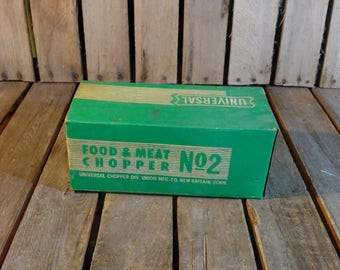 UNIVERSAL
FOOD & MEAT
CHOPPER No2
UNIVERSAL CHOPPER DIV. UNION MFG. CO. NEW BRITAIN, CONN.